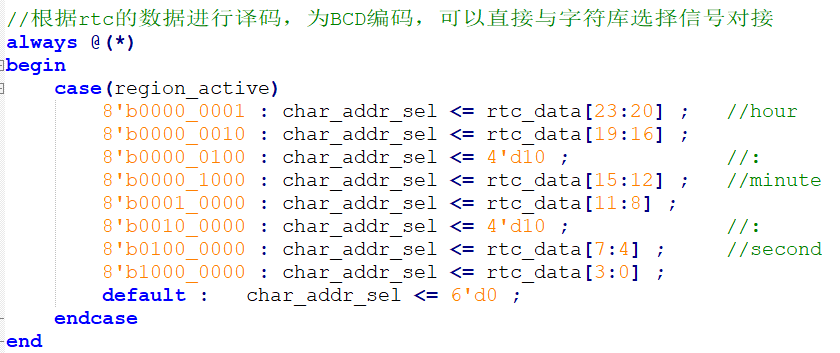 //根据rtc的数据进行译码，为BCD编码，可以直接与字符库选择信号对接
always @(*)
begin
    case(region_active)
        8'b0000_0001 : char_addr_sel <= rtc_data[23:20] ;   //hour
        8'b0000_0010 : char_addr_sel <= rtc_data[19:16] ;
        8'b0000_0100 : char_addr_sel <= 4'd10 ;             //:
        8'b0000_1000 : char_addr_sel <= rtc_data[15:12] ;   //minute
        8'b0001_0000 : char_addr_sel <= rtc_data[11:8] ;
        8'b0010_0000 : char_addr_sel <= 4'd10 ;             //:
        8'b0100_0000 : char_addr_sel <= rtc_data[7:4] ;     //second
        8'b1000_0000 : char_addr_sel <= rtc_data[3:0] ;
        default :   char_addr_sel <= 6'd0 ;
    endcase
end